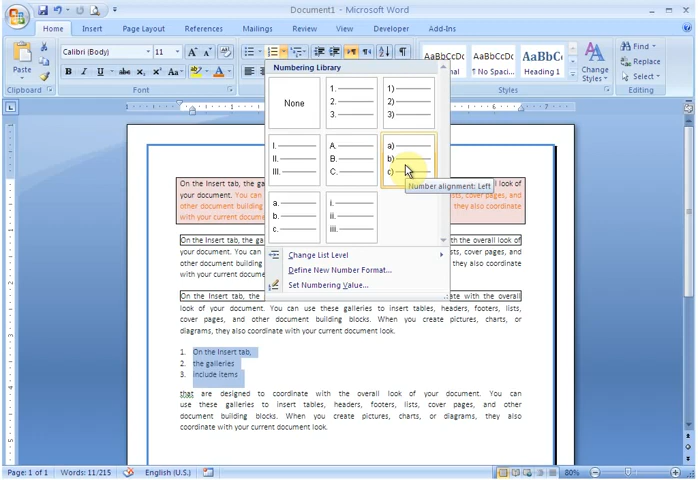 Document1 - Microsoft Word
Home Insert Page Layout References Mailings Review View Developer Add-Ins
Paste
Calibri (Body) 11
B I U abc x₂ x² Aa
AaBbCcDc AaBbCcDc AaBbC
No Spaci... Heading 1
Change Styles
Find
Replace
Select
Clipboard Font Styles Editing
Numbering Library
None
1.
2.
3.
1)
2)
3)
I.
II.
III.
A.
B.
C.
a)
b)
c)
a.
b.
c.
i.
ii.
iii.
Number alignment: Left
Change List Level
Define New Number Format...
Set Numbering Value...
On the Insert tab, the ga look of
your document. You can sts, cover pages, and
other document building they also coordinate
with your current docume
On the Insert tab, the ga with the overall look of
your document. You can sts, cover pages, and
other document building they also coordinate
with your current docume
On the Insert tab, the ate with the overall
look of your document. You can use these galleries to insert tables, headers, footers, lists,
cover pages, and other document building blocks. When you create pictures, charts, or
diagrams, they also coordinate with your current document look.
1. On the Insert tab,
2. the galleries
3. include items
that are designed to coordinate with the overall look of your document. You can
use these galleries to insert tables, headers, footers, lists, cover pages, and other
document building blocks. When you create pictures, charts, or diagrams, they also
coordinate with your current document look.
Page: 1 of 1 Words: 11/215 English (U.S.) 80%